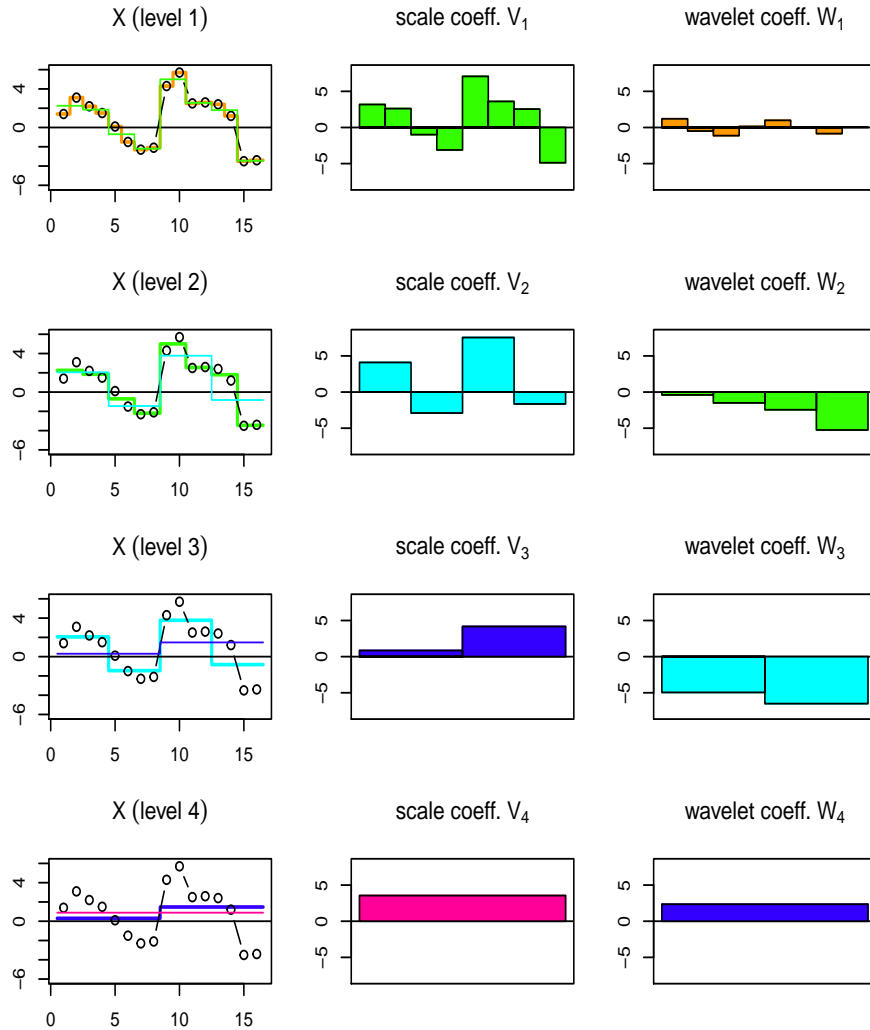 X (level 1)
scale coeff. V₁
wavelet coeff. W₁
4
0
−6
0 5 10 15
5
0
−5
5
0
−5
X (level 2)
scale coeff. V₂
wavelet coeff. W₂
4
0
−6
0 5 10 15
5
0
−5
5
0
−5
X (level 3)
scale coeff. V₃
wavelet coeff. W₃
4
0
−6
0 5 10 15
5
0
−5
5
0
−5
X (level 4)
scale coeff. V₄
wavelet coeff. W₄
4
0
−6
0 5 10 15
5
0
−5
5
0
−5